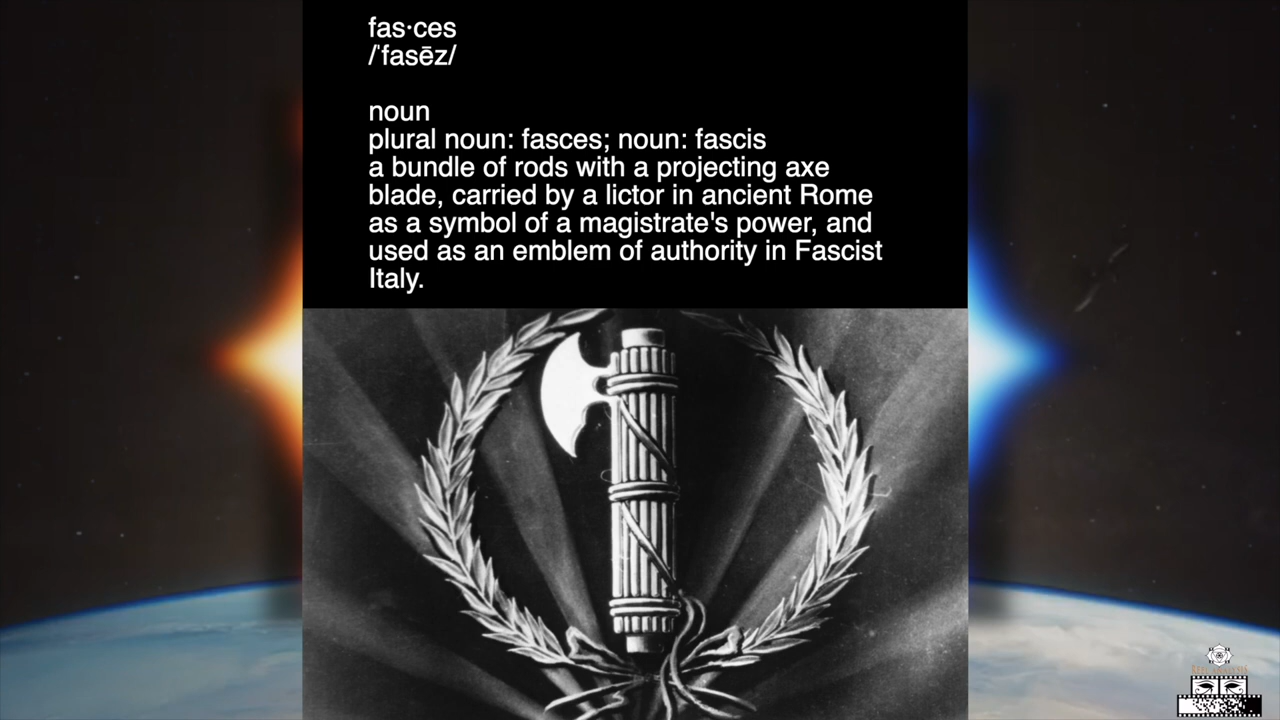 fas·ces
/ˈfasēz/
noun
plural noun: fasces; noun: fascis
a bundle of rods with a projecting axe
blade, carried by a lictor in ancient Rome
as a symbol of a magistrate's power, and
used as an emblem of authority in Fascist
Italy.